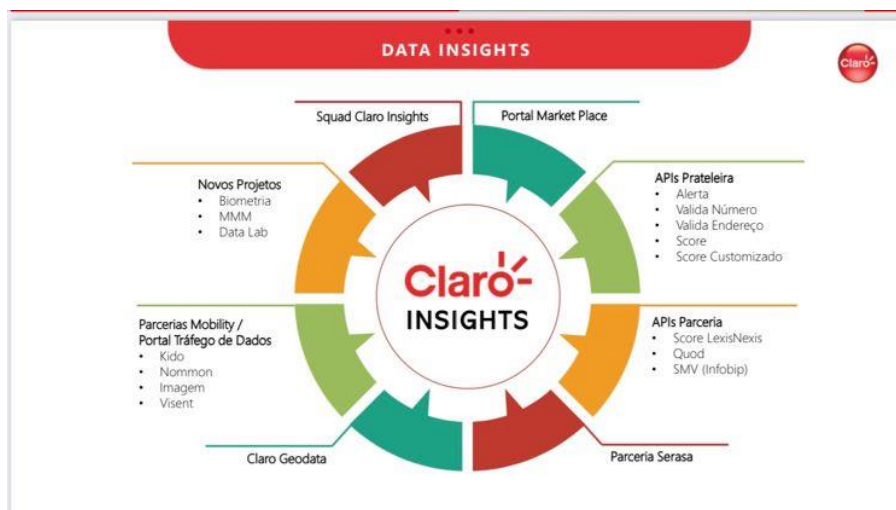 DATA INSIGHTS
Claro
Squad Claro Insights
Portal Market Place
Novos Projetos
• Biometria
• MMM
• Data Lab
APIs Prateleira
• Alerta
• Valida Número
• Valida Endereço
• Score
• Score Customizado
Claro
INSIGHTS
Parcerias Mobility /
Portal Tráfego de Dados
• Kido
• Nommon
• Imagem
• Visent
APIs Parceria
• Score LexisNexis
• Quod
• SMV (Infobip)
Claro Geodata
Parceria Serasa